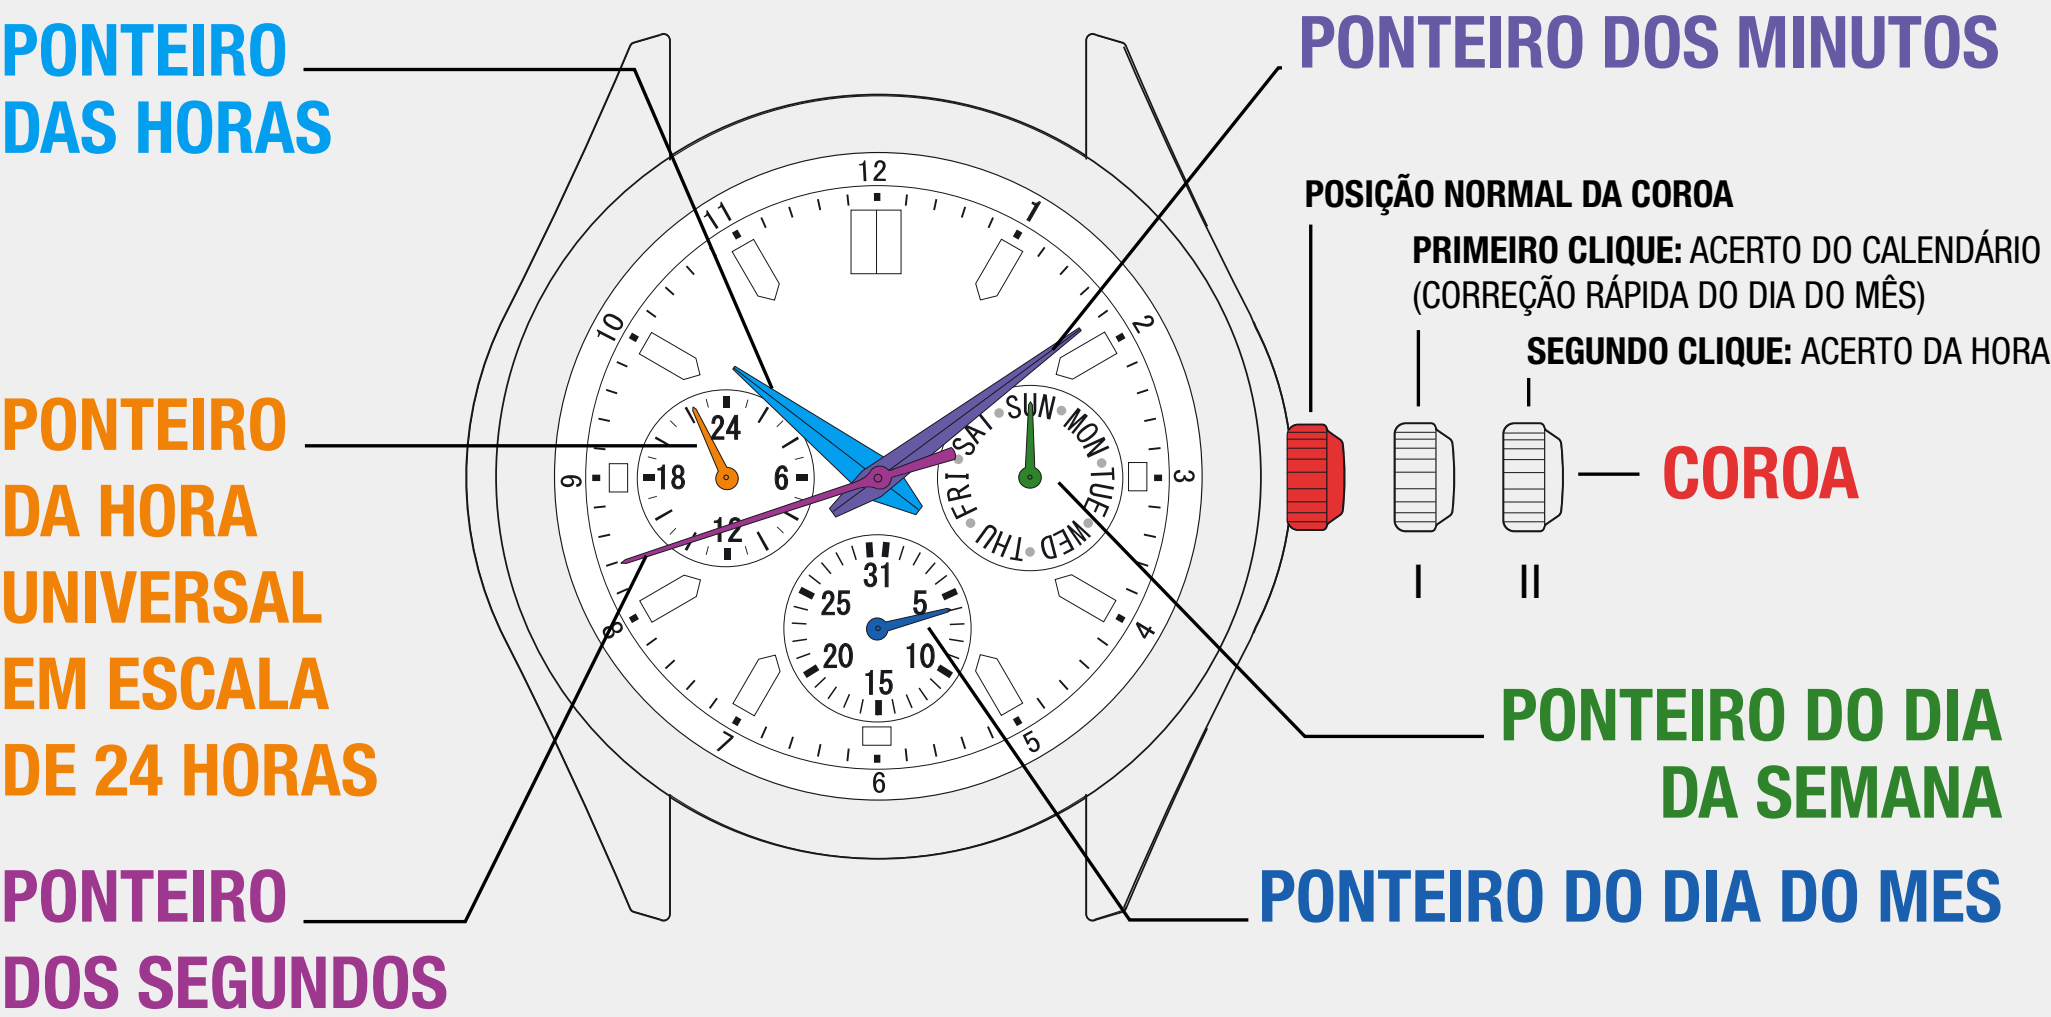 PONTEIRO
DAS HORAS
PONTEIRO DOS MINUTOS
POSIÇÃO NORMAL DA COROA
PRIMEIRO CLIQUE: ACERTO DO CALENDÁRIO
(CORREÇÃO RÁPIDA DO DIA DO MÊS)
SEGUNDO CLIQUE: ACERTO DA HORA
COROA
I
II
PONTEIRO
DA HORA
UNIVERSAL
EM ESCALA
DE 24 HORAS
PONTEIRO
DOS SEGUNDOS
PONTEIRO DO DIA
DA SEMANA
PONTEIRO DO DIA DO MES
12
1
2
3
4
5
6
7
8
9
10
11
24
6
12
18
SUN
MON
TUE
WED
THU
FRI
SAT
31
5
10
15
20
25